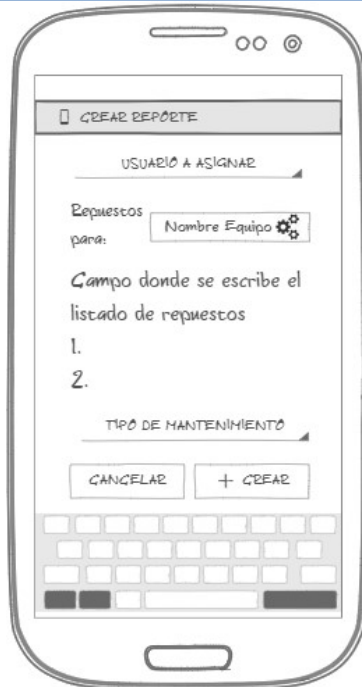 CREAR REPORTE
USUARIO A ASIGNAR
Repuestos
para:
Nombre Equipo
Campo donde se escribe el
listado de repuestos
1.
2.
TIPO DE MANTENIMIENTO
CANCELAR
+ CREAR